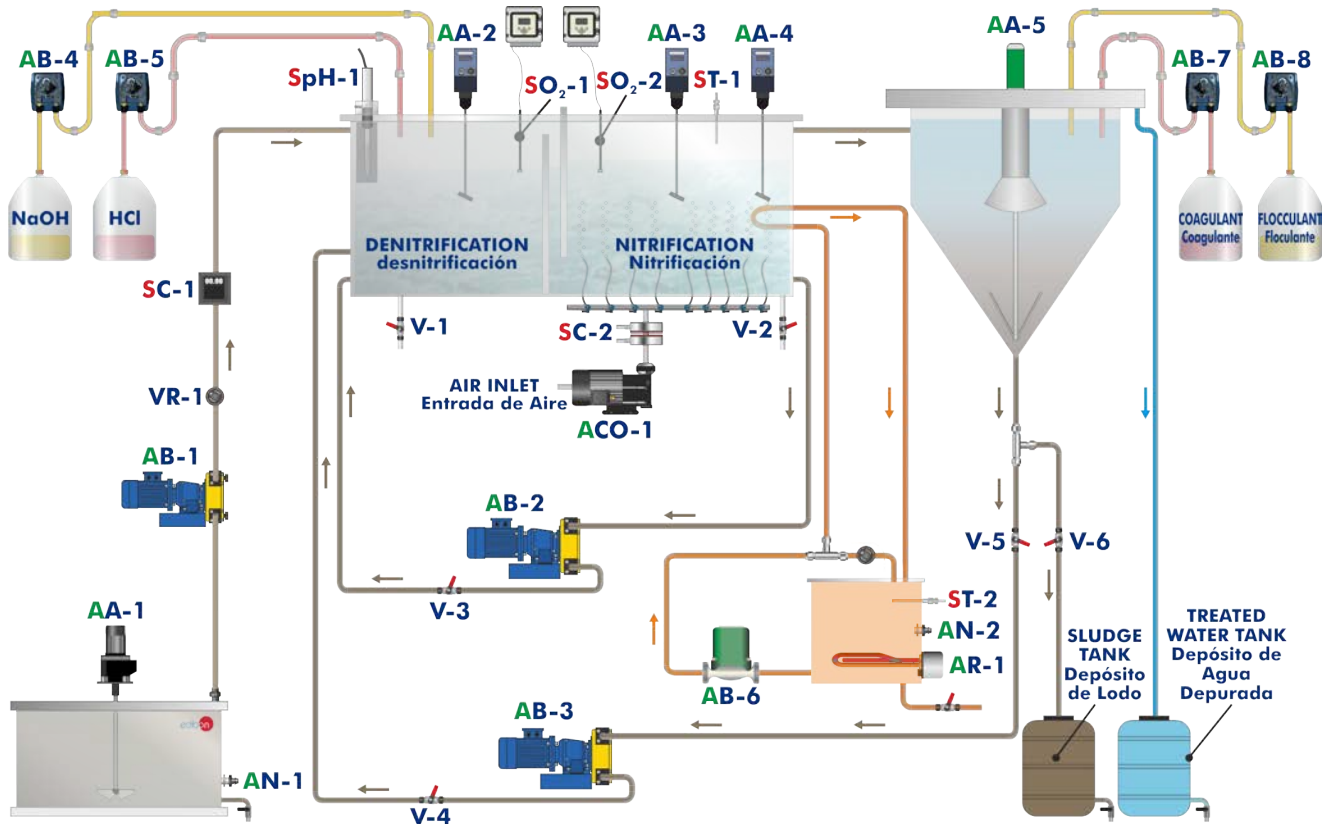 AB-4
AB-5
AA-2
AA-3
AA-4
AA-5
AB-7
AB-8
SpH-1
SO₂-1
SO₂-2
ST-1
NaOH
HCl
COAGULANT
Coagulante
FLOCCULANT
Floculante
DENITRIFICATION
desnitrificación
NITRIFICATION
Nitrificación
SC-1
V-1
SC-2
V-2
VR-1
AIR INLET
Entrada de Aire
ACO-1
AB-1
AB-2
V-5
V-6
V-3
AA-1
ST-2
AN-2
AR-1
AB-6
SLUDGE
TANK
Depósito
de Lodo
TREATED
WATER TANK
Depósito de
Agua
Depurada
AB-3
edibon
AN-1
V-4